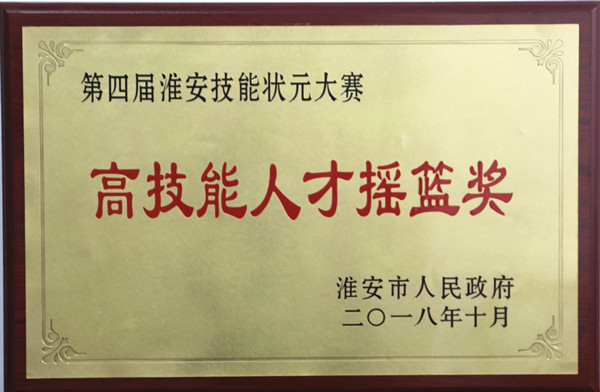 第四届淮安技能状元大赛
高技能人才摇篮奖
淮安市人民政府
二〇一八年十月